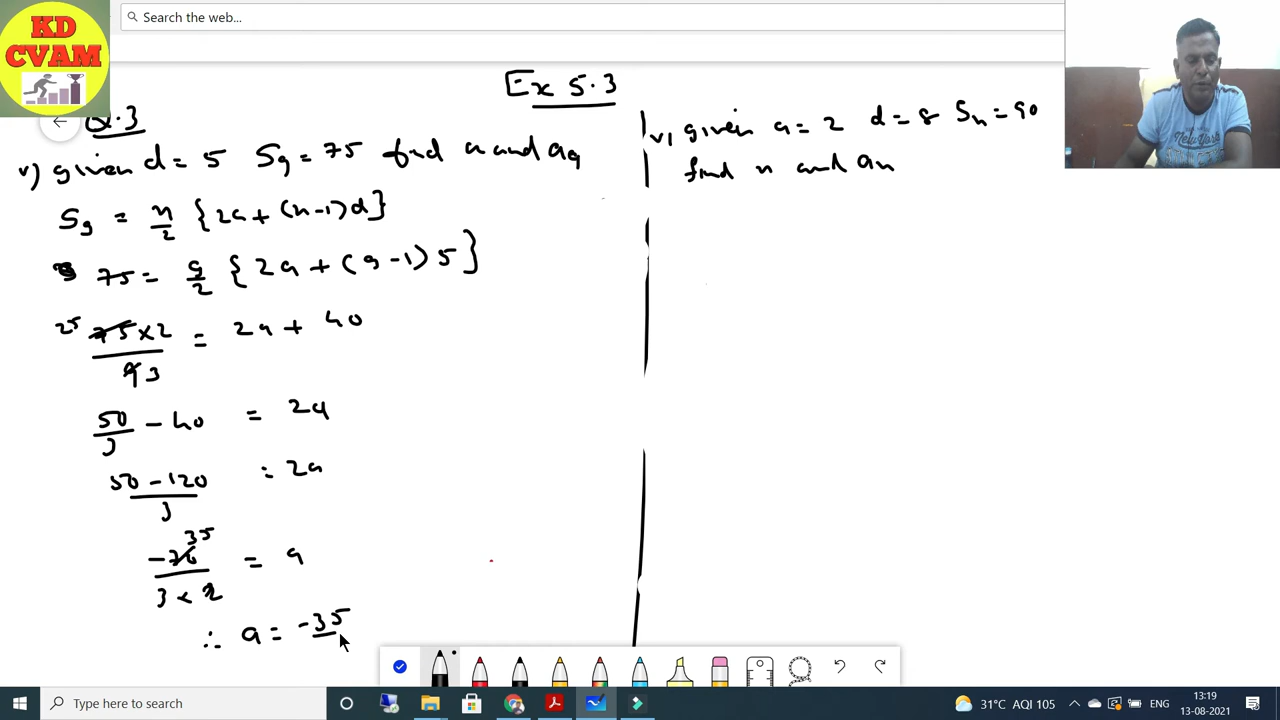 KD
CVAM
Search the web...
Ex 5.3
Q.3
v) given d = 5 S9 = 75 find a and a9
S9 = n/2 {2a + (n-1)d}
75 = 9/2 {2a + (9-1) 5}
25 75 x 2 / 9 3 = 2a + 40
50/3 - 40 = 2a
50 - 120 / 3 = 2a
-70 35 / 3 x 2 = a
∴ a = -35
v) given a = 2 d = 8 Sn = 90
find n and an
Type here to search
31°C AQI 105
ENG
13:19
13-08-2021